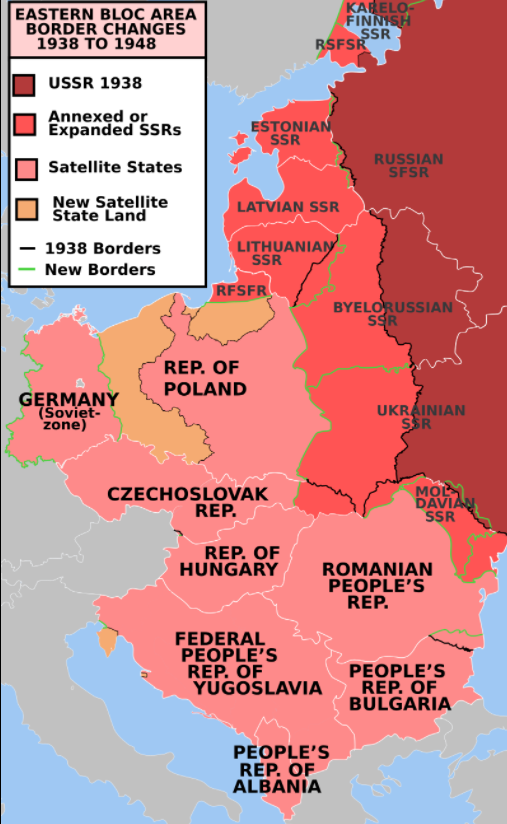 EASTERN BLOC AREA
BORDER CHANGES
1938 TO 1948
USSR 1938
Annexed or
Expanded SSRs
Satellite States
New Satellite
State Land
1938 Borders
New Borders
KARELO-
FINNISH
SSR
RSFSR
ESTONIAN
SSR
RUSSIAN
SFSR
LATVIAN SSR
LITHUANIAN
SSR
RFSFR
BYELORUSSIAN
SSR
REP. OF
POLAND
GERMANY
(Soviet-
zone)
UKRAINIAN
SSR
CZECHOSLOVAK
REP.
MOL-
DAVIAN
SSR
REP. OF
HUNGARY
ROMANIAN
PEOPLE'S
REP.
FEDERAL
PEOPLE'S
REP. OF
YUGOSLAVIA
PEOPLE'S
REP. OF
BULGARIA
PEOPLE'S
REP. OF
ALBANIA